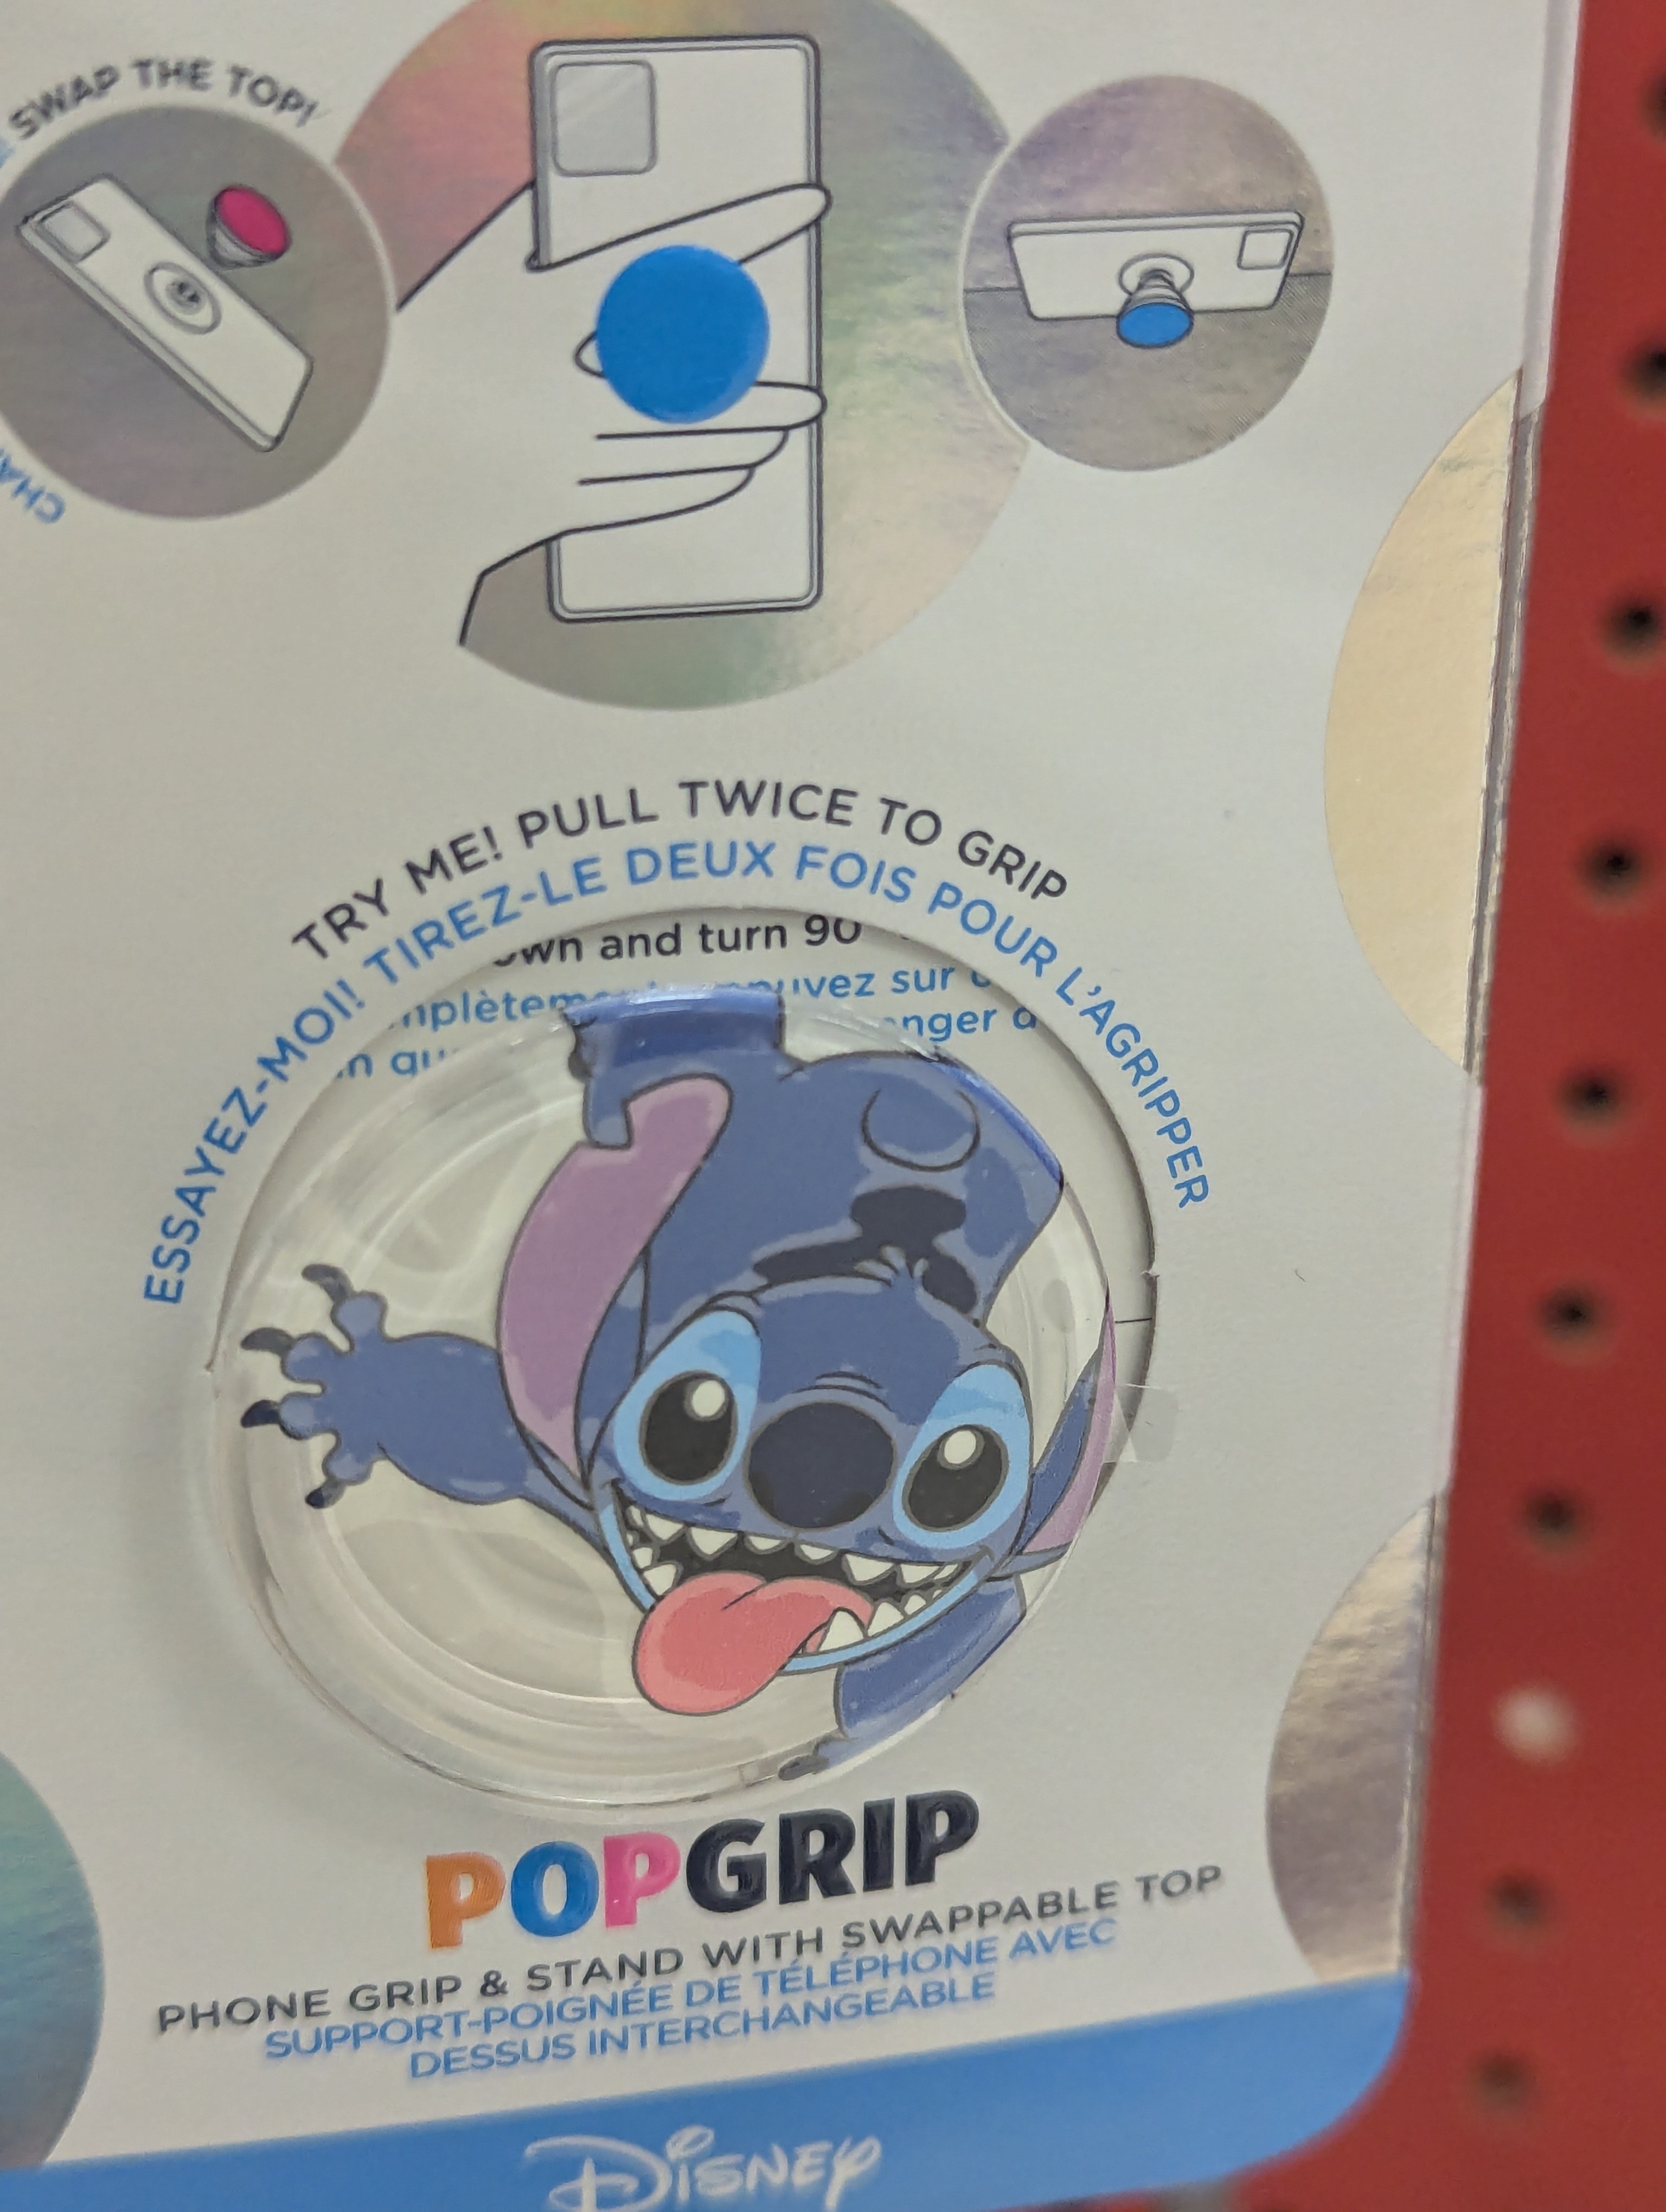 SWAP THE TOP!
TRY ME! PULL TWICE TO GRIP
ESSAYEZ-MOI! TIREZ-LE DEUX FOIS POUR L'AGRIPPER
and turn 90
sur
POPGRIP
PHONE GRIP & STAND WITH SWAPPABLE TOP
SUPPORT-POIGNÉE DE TÉLÉPHONE AVEC
DESSUS INTERCHANGEABLE
DISNEY